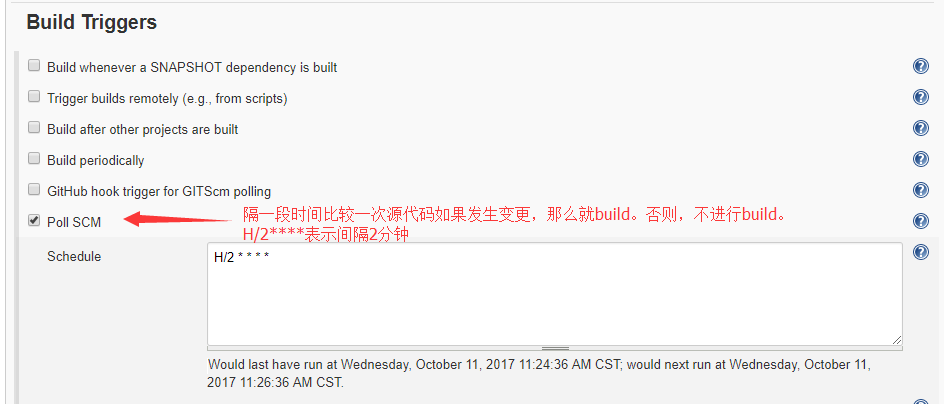 Build Triggers
Build whenever a SNAPSHOT dependency is built
Trigger builds remotely (e.g., from scripts)
Build after other projects are built
Build periodically
GitHub hook trigger for GITScm polling
Poll SCM
隔一段时间比较一次源代码如果发生变更，那么就build。否则，不进行build。
H/2****表示间隔2分钟
Schedule
H/2 * * * *
Would last have run at Wednesday, October 11, 2017 11:24:36 AM CST; would next run at Wednesday, October 11,
2017 11:26:36 AM CST.